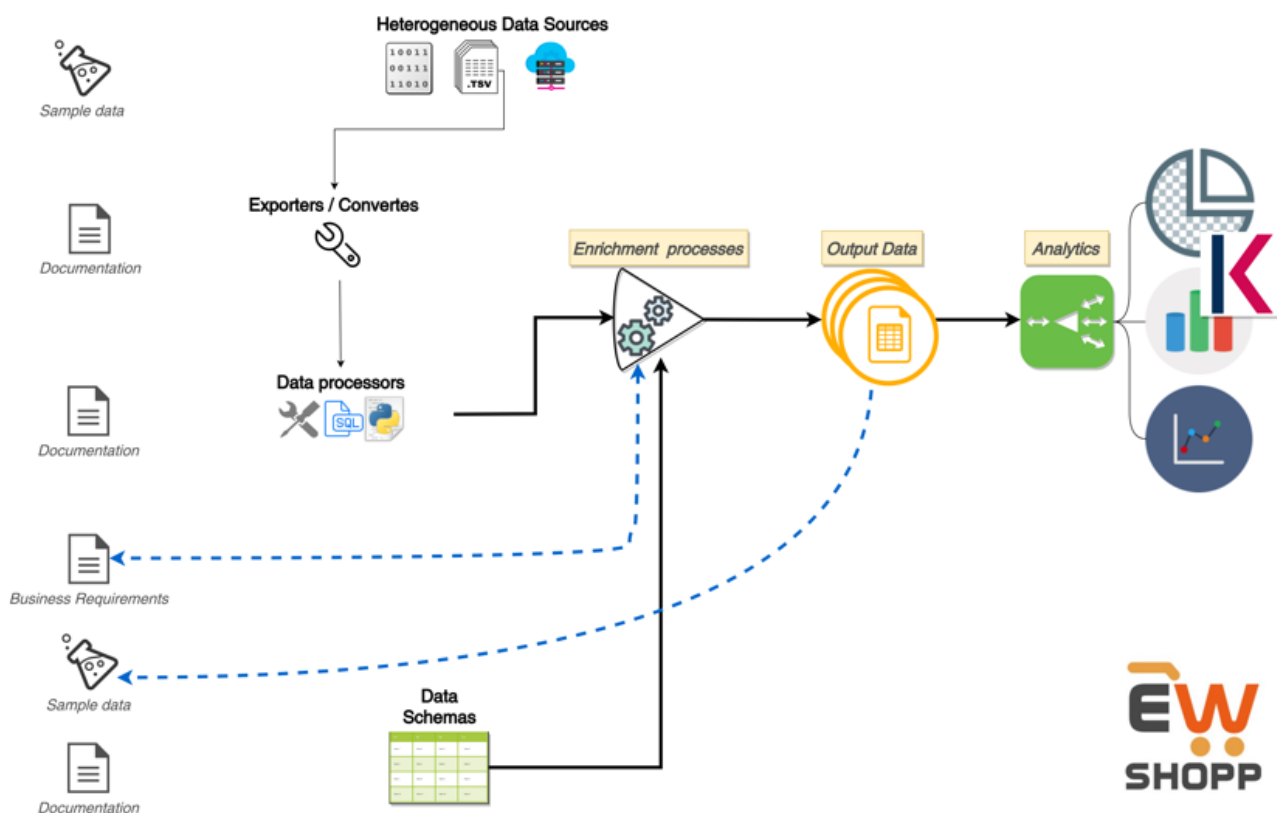 Heterogeneous Data Sources
10011
00111
11010
.TSV
Sample data
Exporters / Convertes
Documentation
Enrichment processes
Output Data
Analytics
K
Data processors
SQL
Documentation
Business Requirements
Sample data
Data
Schemas
Documentation
EW
SHOPP